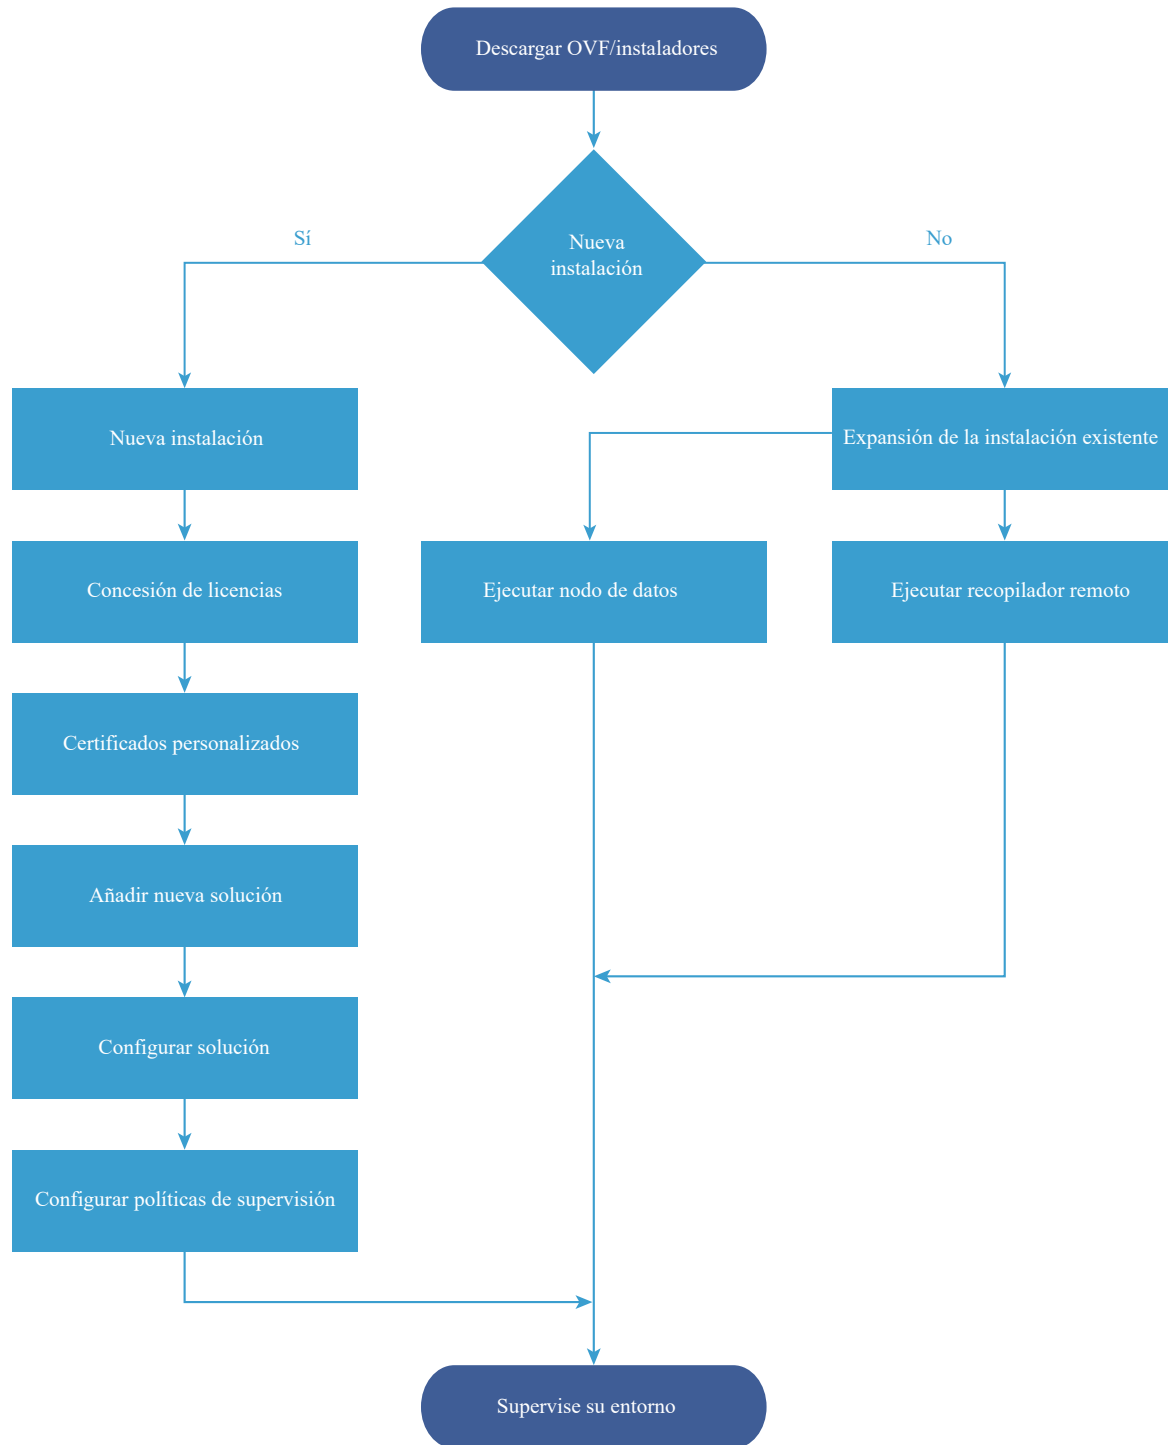 Descargar OVF/instaladores
Sí
Nueva
instalación
No
Nueva instalación
Expansión de la instalación existente
Concesión de licencias
Ejecutar nodo de datos
Ejecutar recopilador remoto
Certificados personalizados
Añadir nueva solución
Configurar solución
Configurar políticas de supervisión
Supervise su entorno